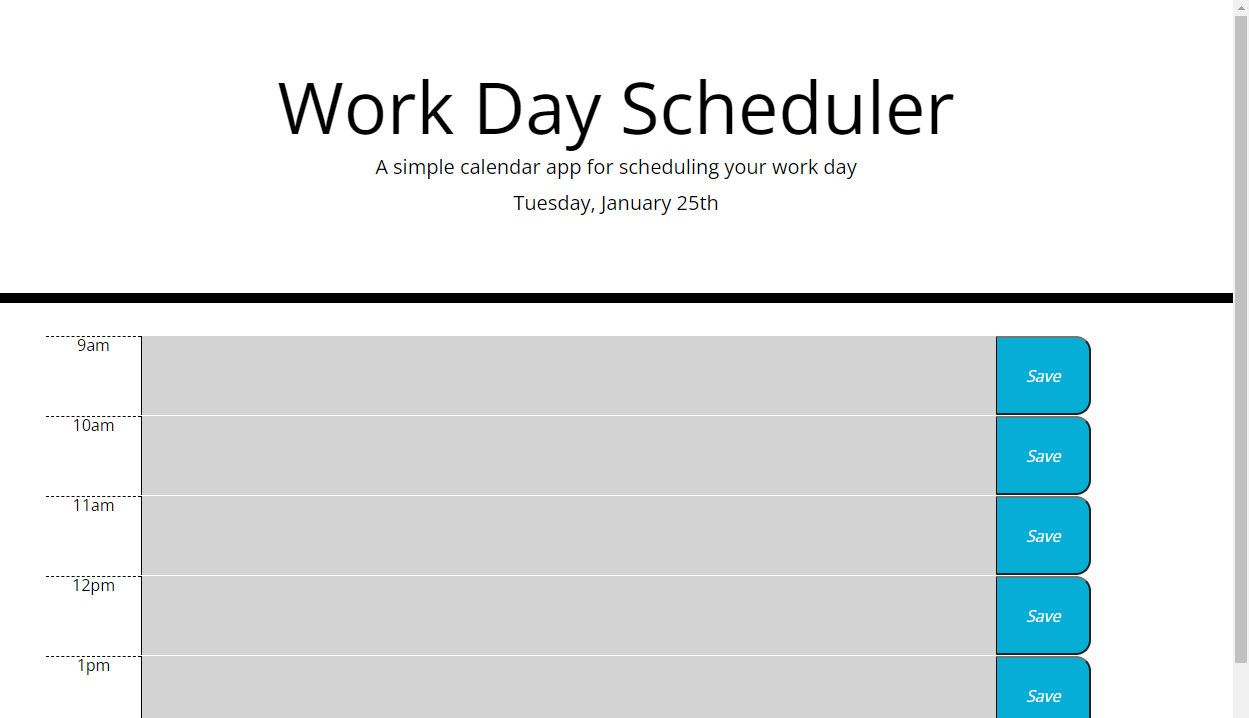 Work Day Scheduler
A simple calendar app for scheduling your work day
Tuesday, January 25th
9am
Save
10am
Save
11am
Save
12pm
Save
1pm
Save